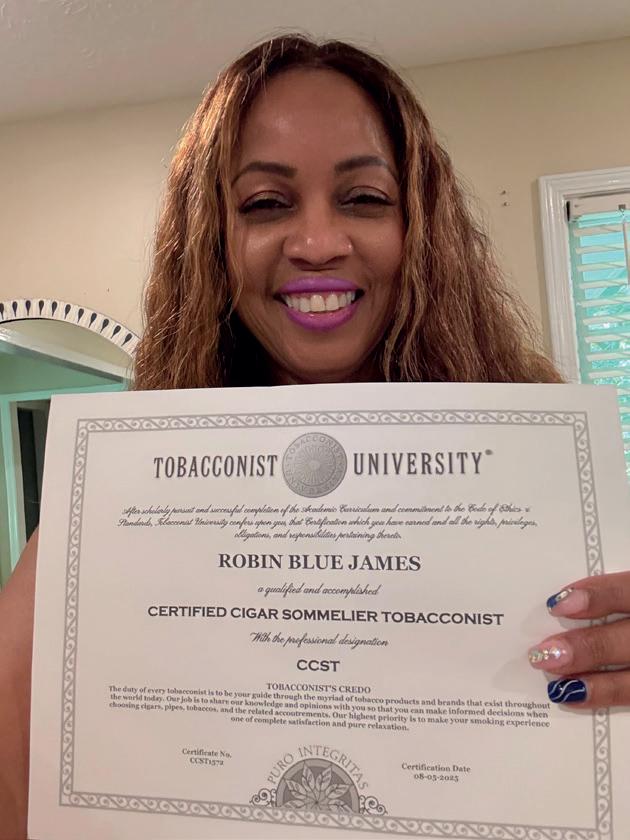 TOBACCONIST UNIVERSITY®
After scholarly pursuit and successful completion of the Academic Curriculum and commitment to the Code of Ethics &
Standards, Tobacconist University confers upon you, that Certification which you have earned and all the rights, privileges,
obligations, and responsibilities pertaining thereto.
ROBIN BLUE JAMES
a qualified and accomplished
CERTIFIED CIGAR SOMMELIER TOBACCONIST
With the professional designation
CCST
TOBACCONIST'S CREDO
The duty of every tobacconist is to be your guide through the myriad of tobacco products and brands that exist throughout
the world today. Our job is to share our knowledge and opinions with you so that you can make informed decisions when
choosing cigars, pipes, tobaccos, and the related accoutrements. Our highest priority is to make your smoking experience
one of complete satisfaction and pure relaxation.
Certificate No.
CCST1572
PURO INTEGRITAS
Certification Date
08-05-2025